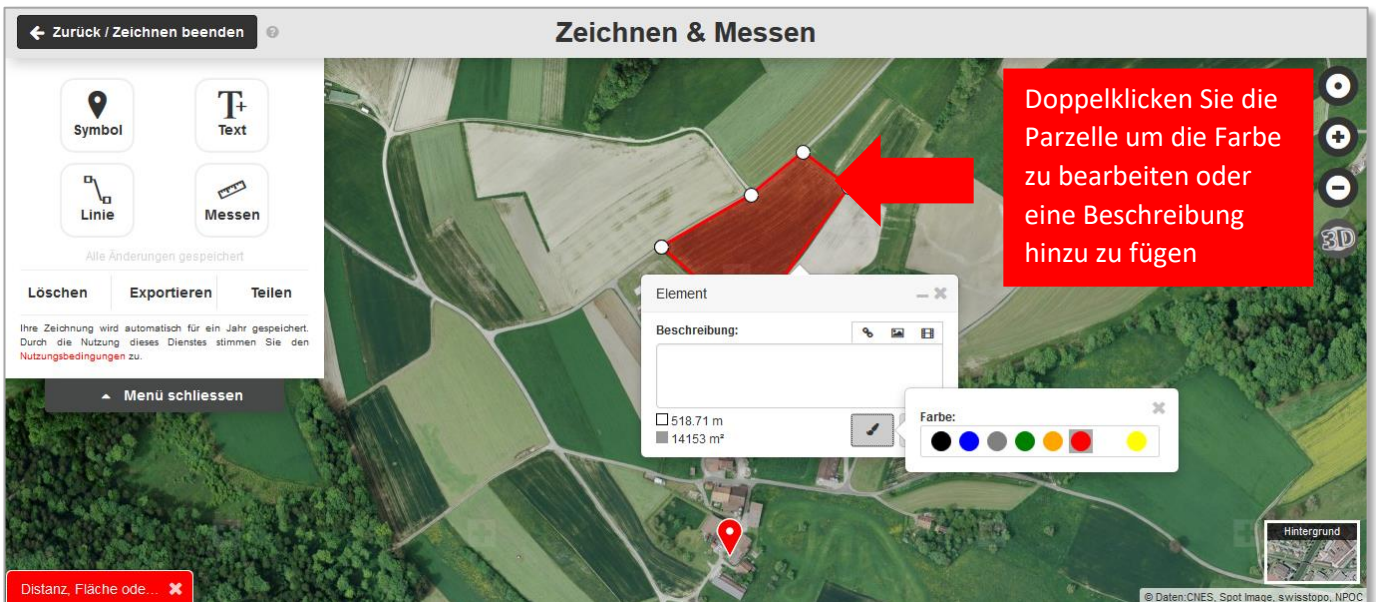 Zurück / Zeichnen beenden
Zeichnen & Messen
Symbol
Text
Linie
Messen
Alle Änderungen gespeichert
Löschen
Exportieren
Teilen
Ihre Zeichnung wird automatisch für ein Jahr gespeichert.
Durch die Nutzung dieses Dienstes stimmen Sie den
Nutzungsbedingungen zu.
Menü schliessen
Doppelklicken Sie die
Parzelle um die Farbe
zu bearbeiten oder
eine Beschreibung
hinzu zu fügen
3D
Element
Beschreibung:
518.71 m
14153 m²
Farbe:
Hintergrund
Distanz, Fläche ode...
© Daten:CNES, Spot Image, swisstopo, NPOC